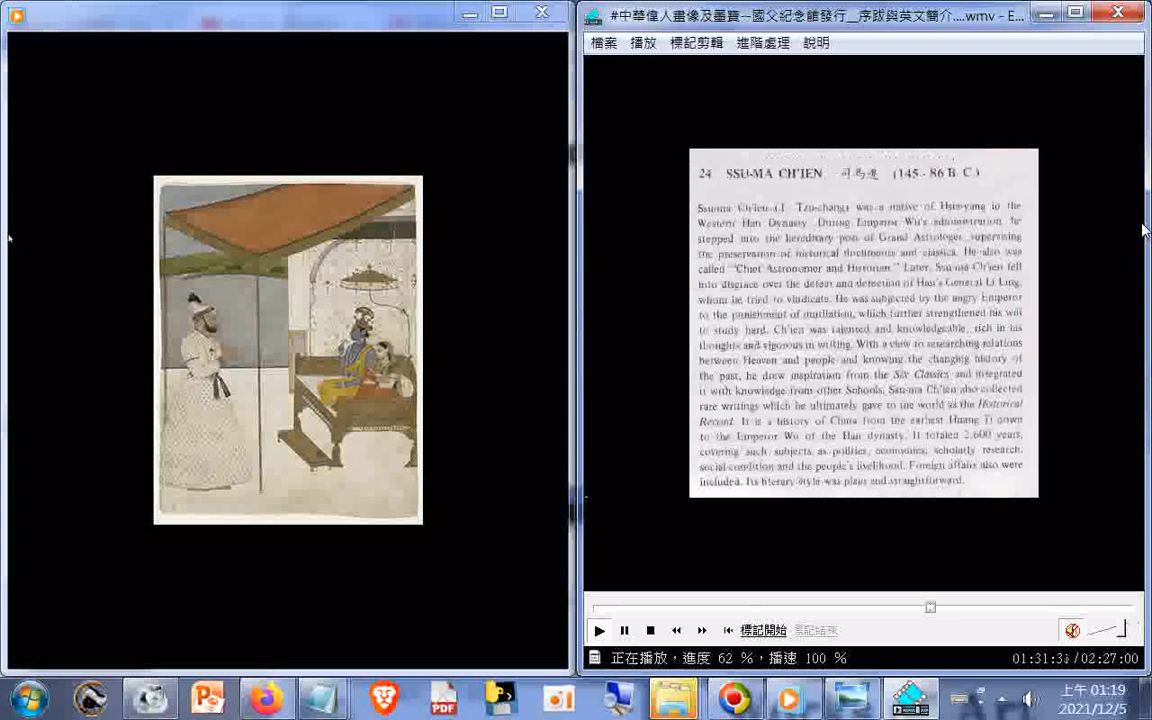 #中華偉人畫像及墨寶--國父紀念館發行__序跋與英文簡介....wmv - E...
檔案 播放 標記剪輯 進階處理 說明
24 SSU-MA CH'IEN 司馬遷 (145 - 86 B. C.)
Ssu-ma Ch'ien was a native of Hsia-yang in the
Western Han Dynasty. During Emperor Wu's administration, he
stepped into the hereditary post of Grand Astrologer, supervising
the preservation of historical documents and classics. He also was
called "Chief Astronomer and Historian." Later, Ssu-ma Ch'ien fell
into disgrace over the defeat and defection of Han's General Li Ling,
whom he tried to vindicate. He was subjected by the angry Emperor
to the punishment of mutilation, which further strengthened his will
to study hard. Ch'ien was talented and knowledgeable, rich in his
thoughts and vigorous in writing. With a view to researching relations
between Heaven and people and knowing the changing history of
the past, he drew inspiration from the Six Classics and integrated
it with knowledge from other Schools. Ssu-ma Ch'ien also collected
rare writings which he ultimately gave to the world as the Historical
Record. It is a history of China from the earliest Huang Ti down
to the Emperor Wu of the Han dynasty. It totaled 2,600 years,
covering such subjects as politics, economics, scholarly research,
social condition and the people's livelihood. Foreign affairs also were
included. Its literary style was plain and straightforward.
標記開始 標記結束
正在播放，進度 62 %，播速 100 %
01:31:31 / 02:27:00
PDF
上午 01:19
2021/12/5